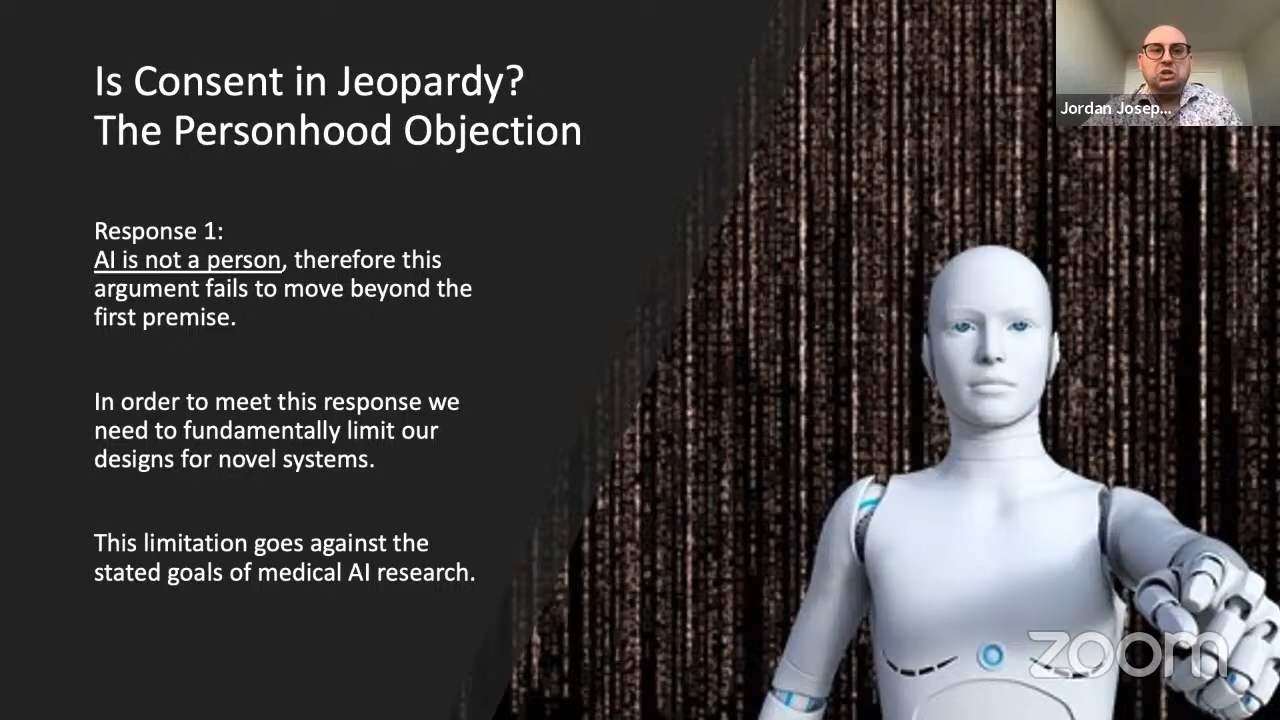 Is Consent in Jeopardy?
The Personhood Objection
Jordan Josep...
Response 1:
AI is not a person, therefore this
argument fails to move beyond the
first premise.
In order to meet this response we
need to fundamentally limit our
designs for novel systems.
This limitation goes against the
stated goals of medical AI research.
zoom